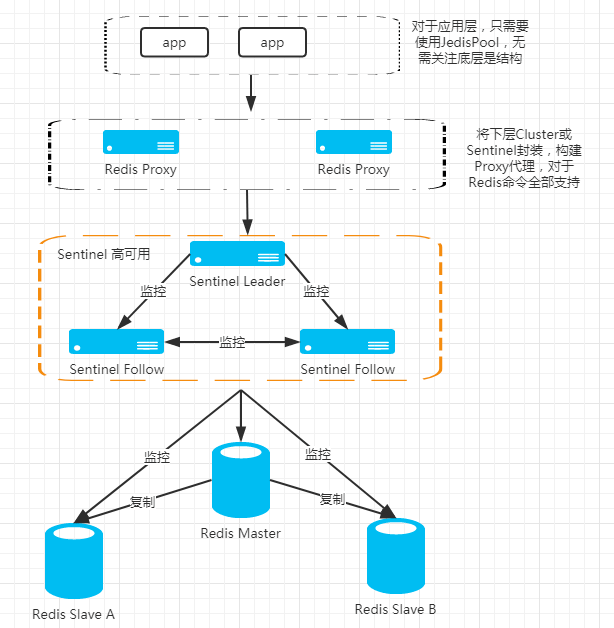 app
app
对于应用层，只需要
使用JedisPool，无
需关注底层是结构
Redis Proxy
Redis Proxy
将下层Cluster或
Sentinel封装，构建
Proxy代理，对于
Redis命令全部支持
Sentinel 高可用
Sentinel Leader
监控
监控
监控
Sentinel Follow
Sentinel Follow
监控
监控
复制
复制
Redis Master
Redis Slave A
Redis Slave B